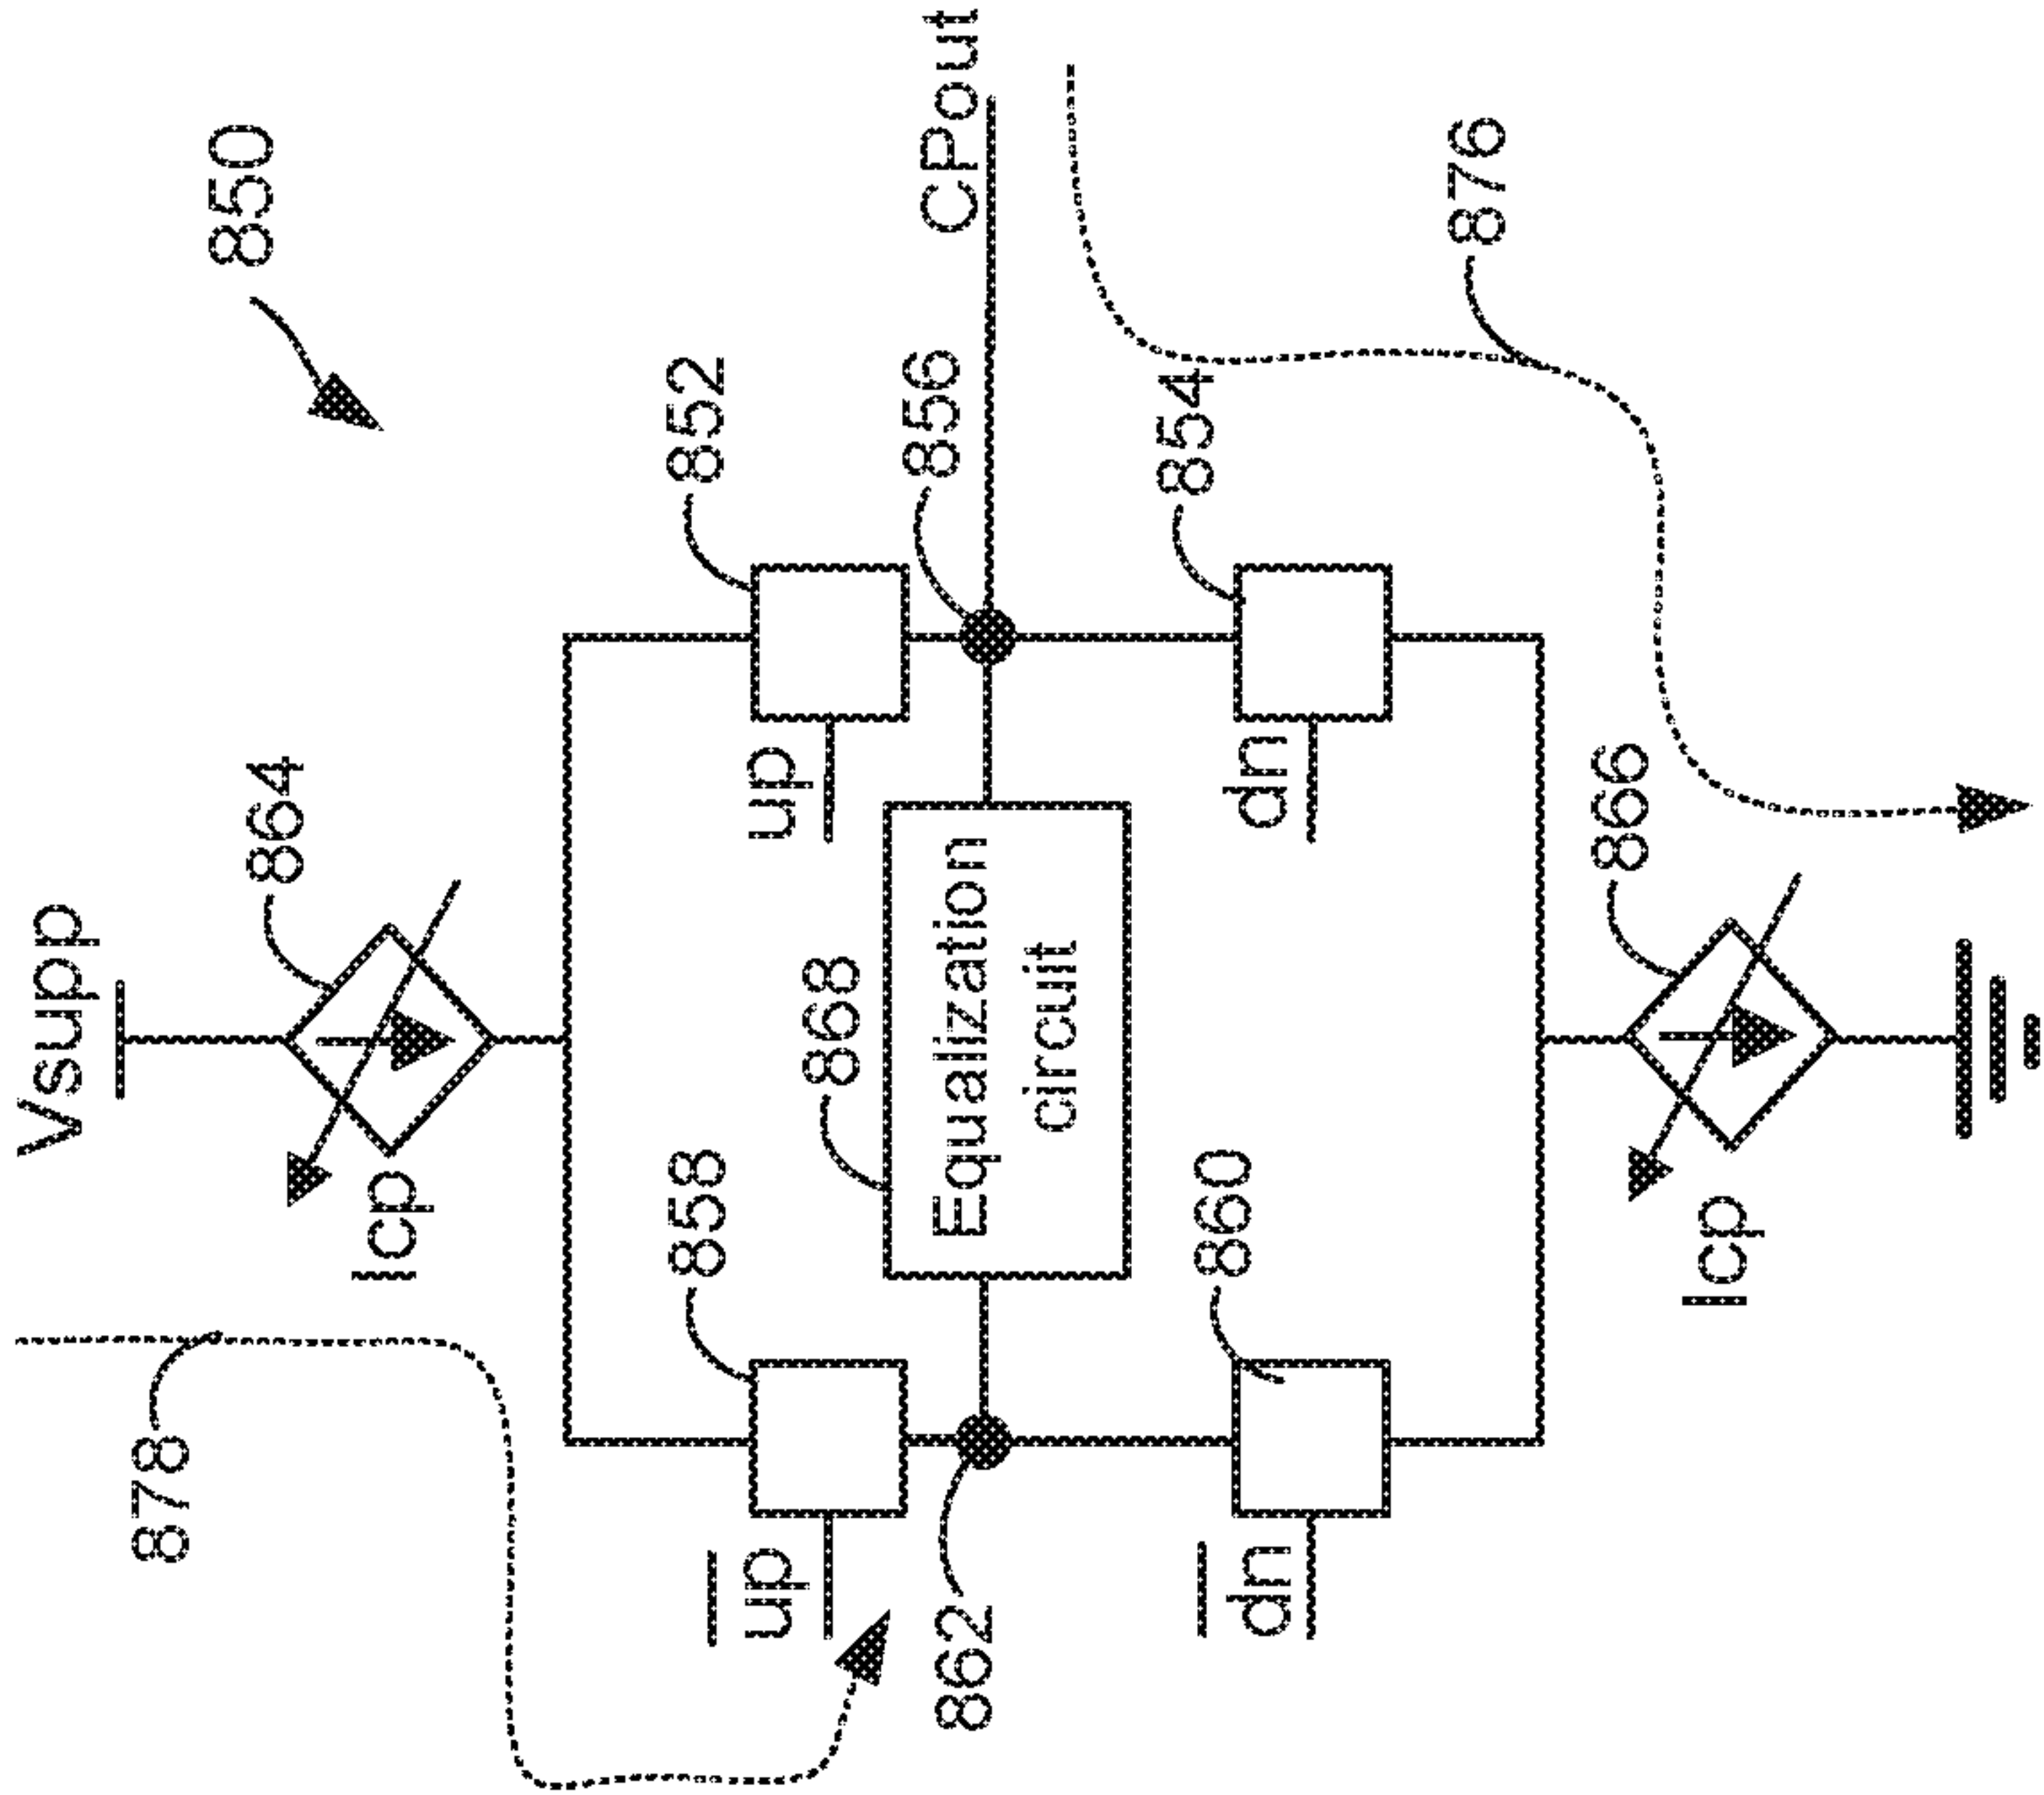 Vsupp
850
878
864
Icp
858
852
up
up
868
856
CPout
Equalization
circuit
862
860
854
dn
dn
876
866
Icp